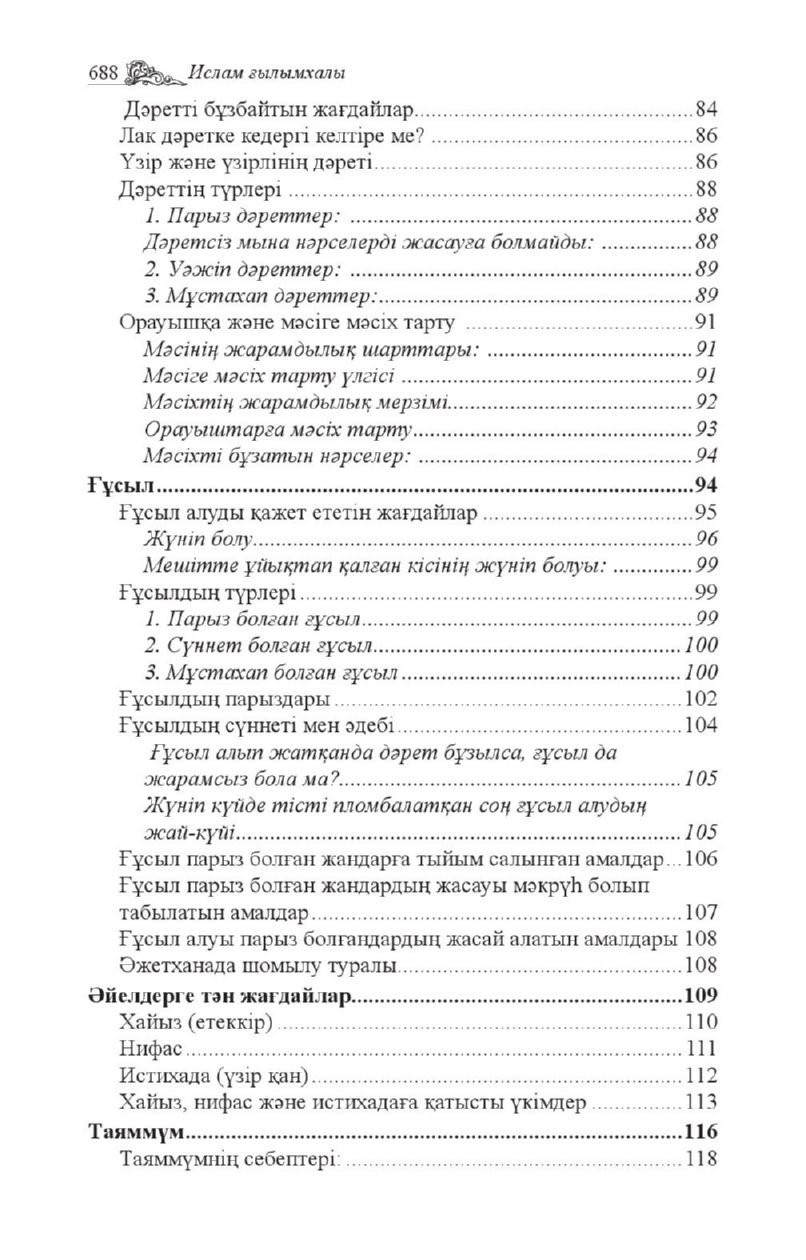 688 Ислам ғылымхалы
Дәретті бұзбайтын жағдайлар.....84
Лак дәретке кедергі келтіре ме? .....86
Үзір және үзірлінің дәреті.....86
Дәреттің түрлері .....88
1. Парыз дәреттер: .....88
Дәретсіз мына нәрселерді жасауға болмайды: .....88
2. Уәжіп дәреттер: .....89
3. Мұстахап дәреттер:.....89
Орауышқа және мәсіге мәсіх тарту .....91
Мәсінің жарамдылық шарттары: .....91
Мәсіге мәсіх тарту үлгісі .....91
Мәсіхтің жарамдылық мерзімі.....92
Орауыштарға мәсіх тарту.....93
Мәсіхті бұзатын нәрселер: .....94
Ғұсыл.....94
Ғұсыл алуды қажет ететін жағдайлар .....95
Жүніп болу.....96
Мешітте ұйықтап қалған кісінің жүніп болуы: .....99
Ғұсылдың түрлері.....99
1. Парыз болған ғұсыл.....99
2. Сүннет болған ғұсыл.....100
3. Мұстахап болған ғұсыл.....100
Ғұсылдың парыздары.....102
Ғұсылдың сүннеті мен әдебі.....104
Ғұсыл алып жатқанда дәрет бұзылса, ғұсыл да
жарамсыз бола ма?.....105
Жүніп күйде тісті пломбалатқан соң ғұсыл алудың
жай-күйі.....105
Ғұсыл парыз болған жандарға тыйым салынған амалдар...106
Ғұсыл парыз болған жандардың жасауы мәкрүһ болып
табылатын амалдар.....107
Ғұсыл алуы парыз болғандардың жасай алатын амалдары 108
Әжетханада шомылу туралы.....108
Әйелдерге тән жағдайлар.....109
Хайыз (етеккір).....110
Нифас.....111
Истихада (үзір қан).....112
Хайыз, нифас және истихадаға қатысты үкімдер .....113
Таяммүм.....116
Таяммүмнің себептері: .....118